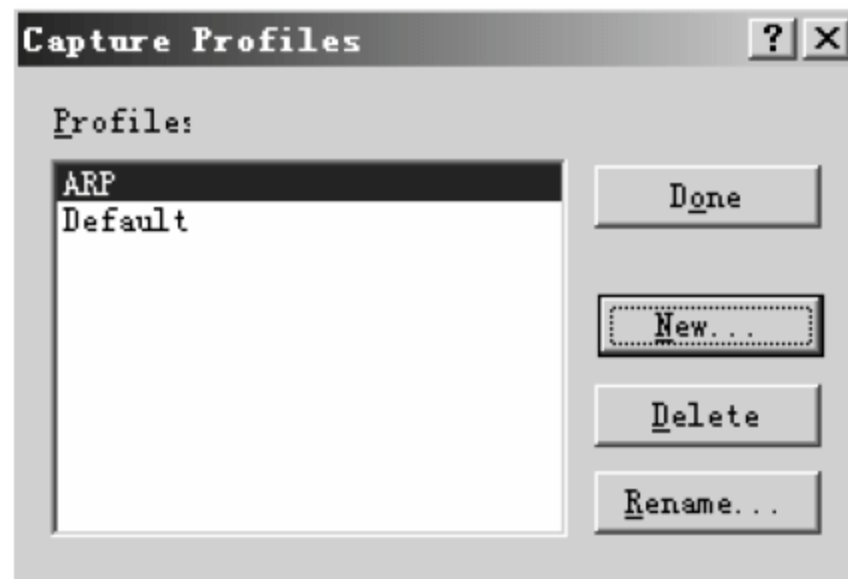 Capture Profiles
Profiles
ARP
Default
Done
New...
Delete
Rename...